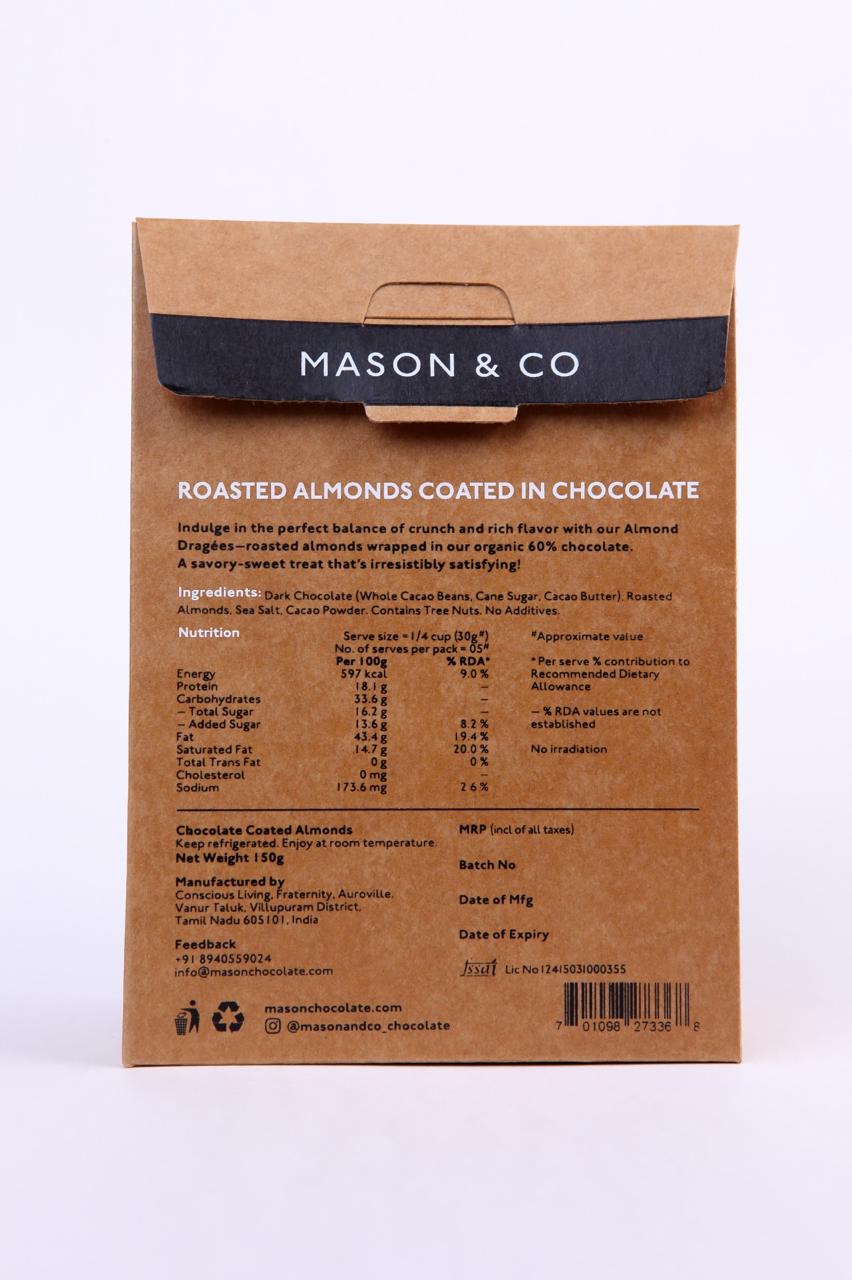 MASON & CO
ROASTED ALMONDS COATED IN CHOCOLATE
Indulge in the perfect balance of crunch and rich flavor with our Almond
Dragées—roasted almonds wrapped in our organic 60% chocolate.
A savory-sweet treat that's irresistibly satisfying!
Ingredients: Dark Chocolate (Whole Cacao Beans, Cane Sugar, Cacao Butter), Roasted
Almonds, Sea Salt, Cacao Powder. Contains Tree Nuts. No Additives.
Nutrition Serve size = 1/4 cup (30g#) #Approximate value
No. of serves per pack = 05#
Per 100g % RDA* *Per serve % contribution to
Energy 597 kcal 9.0 % Recommended Dietary
Protein 18.1 g – Allowance
Carbohydrates 33.6 g –
– Total Sugar 16.2 g – – % RDA values are not
– Added Sugar 13.6 g 8.2 % established
Fat 43.4 g 19.4 %
Saturated Fat 14.7 g 20.0 % No irradiation
Total Trans Fat 0 g 0 %
Cholesterol 0 mg –
Sodium 173.6 mg 2 6 %
Chocolate Coated Almonds
Keep refrigerated. Enjoy at room temperature.
Net Weight 150g
Manufactured by
Conscious Living, Fraternity, Auroville.
Vanur Taluk, Villupuram District,
Tamil Nadu 605101, India
Feedback
+91 8940559024
info@masonchocolate.com
MRP (incl of all taxes)
Batch No
Date of Mfg
Date of Expiry
fssai Lic No 12415031000355
masonchocolate.com
@masonandco_chocolate
7 01098 27336 8